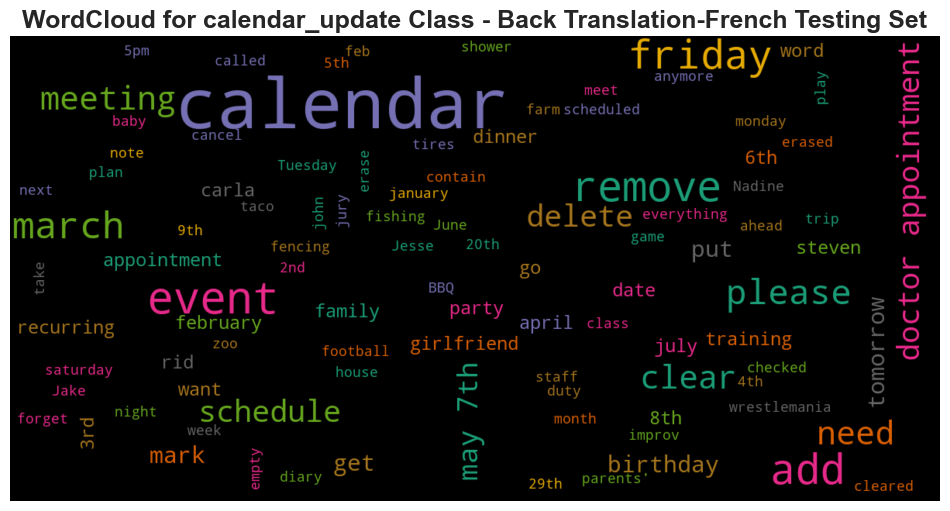 WordCloud for calendar_update Class - Back Translation-French Testing Set
5pm
called
feb
5th
shower
friday
word
anymore
play
meeting
calendar
meet
farm
scheduled
baby
cancel
tires
dinner
monday
erased
note
plan
Tuesday
erase
contain
6th
appointment
doctor
next
carla
taco
january
remove
Nadine
john
jury
fishing
June
delete
everything
ahead
trip
march
9th
fencing
Jesse
20th
game
put
steven
take
appointment
2nd
go
event
BBQ
date
please
tomorrow
recurring
february
family
party
april
class
zoo
football
girlfriend
july
training
rid
saturday
house
Jake
want
may 7th
staff
duty
clear
checked
4th
forget
night
schedule
month
8th
wrestlemania
3rd
week
improv
need
mark
empty
diary
get
29th
parents'
birthday
add
cleared